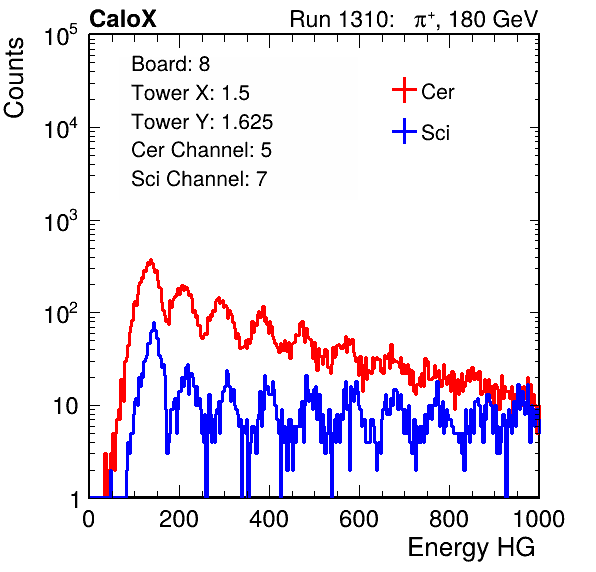 CaloX Run 1310: π⁺, 180 GeV
Counts
10⁵
10⁴
10³
10²
10
1
Board: 8
Tower X: 1.5
Tower Y: 1.625
Cer Channel: 5
Sci Channel: 7
Cer
Sci
0 200 400 600 800 1000
Energy HG